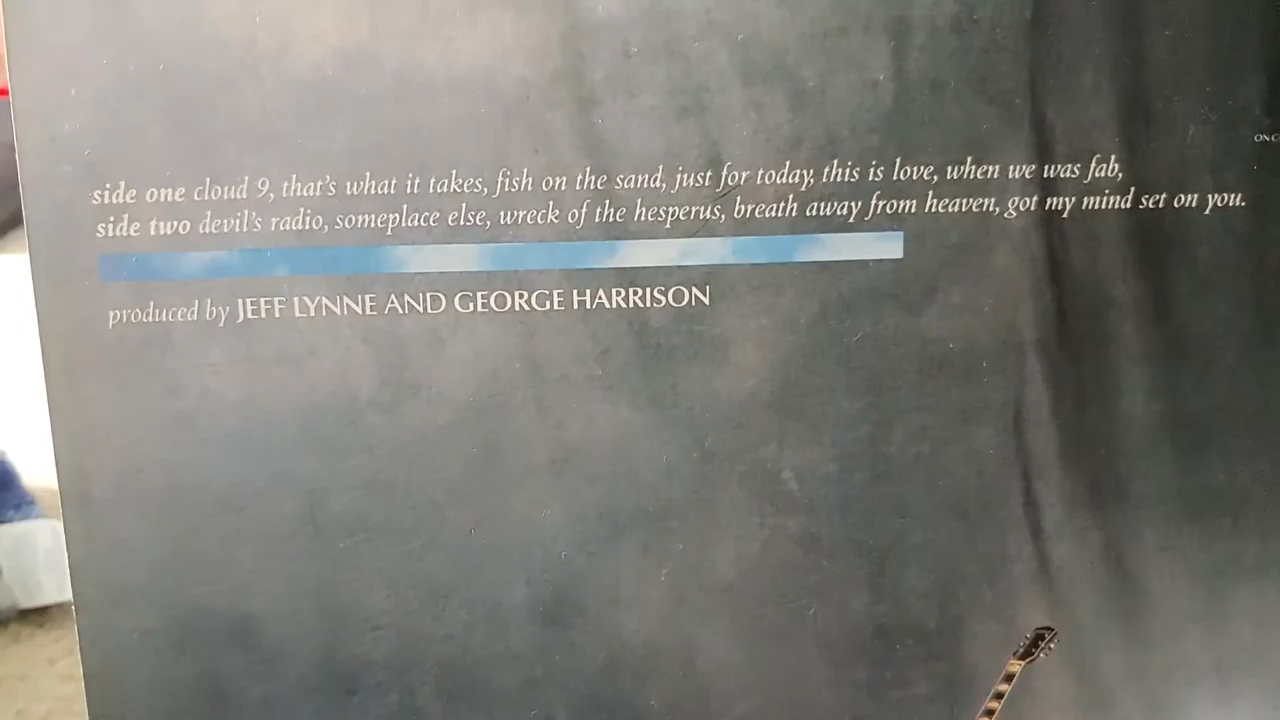 side one cloud 9, that's what it takes, fish on the sand, just for today, this is love, when we was fab,
side two devil's radio, someplace else, wreck of the hesperus, breath away from heaven, got my mind set on you.
produced by JEFF LYNNE AND GEORGE HARRISON